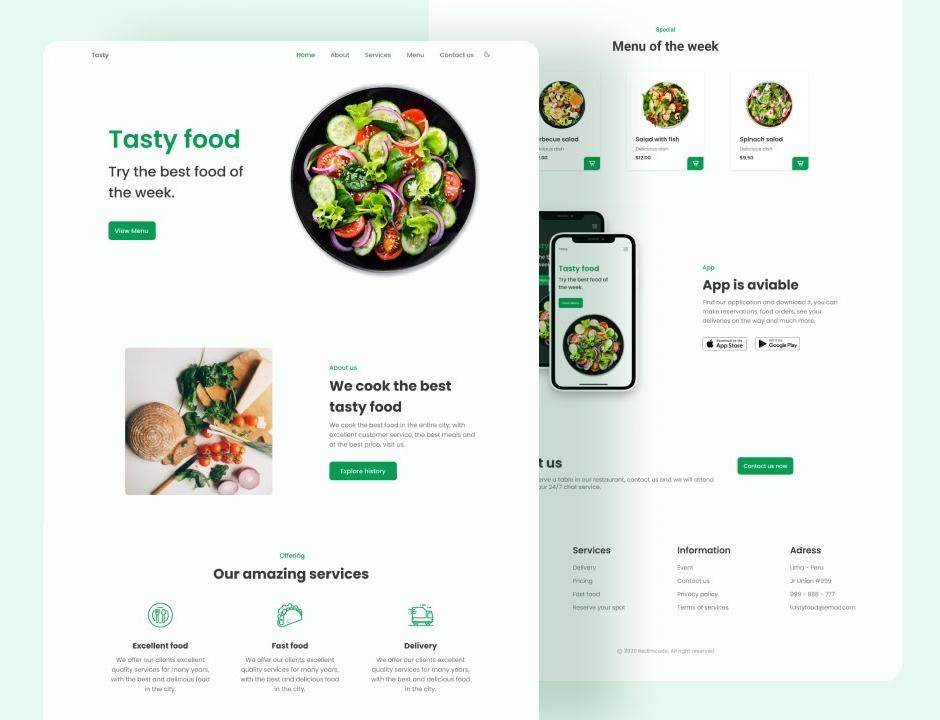 Tasty
Home About Services Menu Contact us
Tasty food
Try the best food of
the week.
View Menu
About us
We cook the best
tasty food
We cook the best food in the entire city, with
excellent customer service, the best meals and
at the best price, visit us.
Explore history
Offering
Our amazing services
Excellent food
We offer our clients excellent
quality services for many years,
with the best and delicious food
in the city.
Fast food
We offer our clients excellent
quality services for many years,
with the best and delicious food
in the city.
Delivery
We offer our clients excellent
quality services for many years,
with the best and delicious food
in the city.
Special
Menu of the week
salad
dish
.00
Salad with fish
Delicious dish
$12.00
Spinach salad
Delicious dish
$9.50
Tasty food
Try the best food of
the week.
View Menu
App
App is aviable
Find our application and download it, you can
make reservations, food orders, see your
deliveries on the way and much more.
Download on the
App Store
GET IT ON
Google Play
t us
a table in our restaurant, contact us and we will attend
our 24/7 chat service.
Contact us now
Services
Delivery
Pricing
Fast food
Reserve your spot
Information
Event
Contact us
Privacy policy
Terms of services
Adress
Lima - Peru
Jr Union #999
999 - 888 - 777
tastyfood@email.com
© 2020 Bedimcode. All right reserved